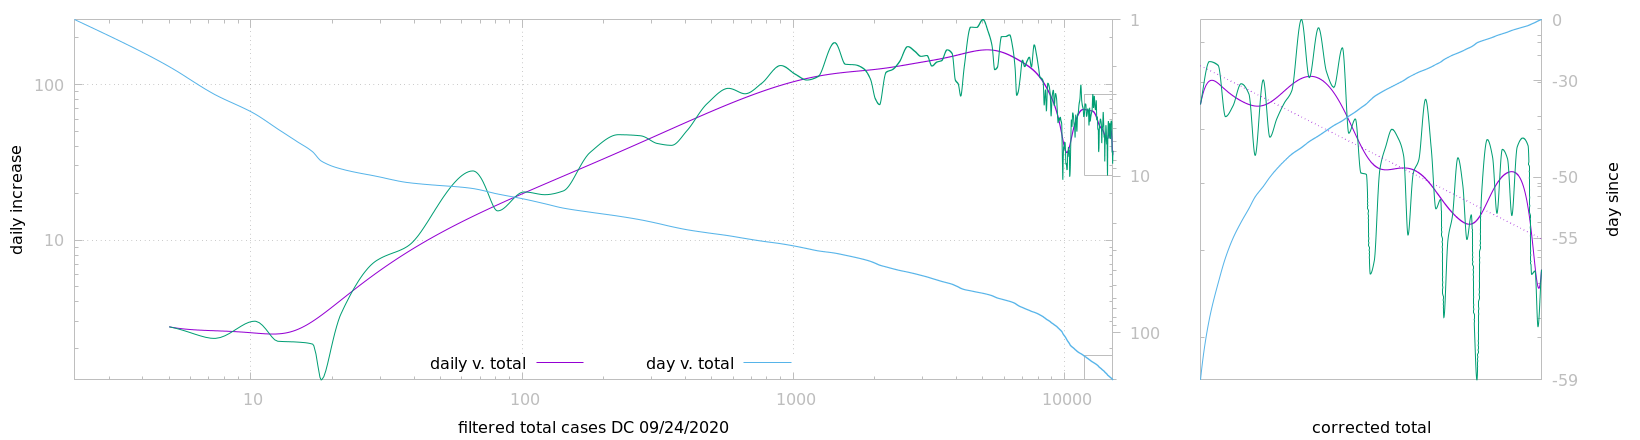 daily increase
100
10
10
100
1000
10000
1
10
100
daily v. total
day v. total
filtered total cases DC 09/24/2020
0
-30
-50
-55
-59
day since
corrected total